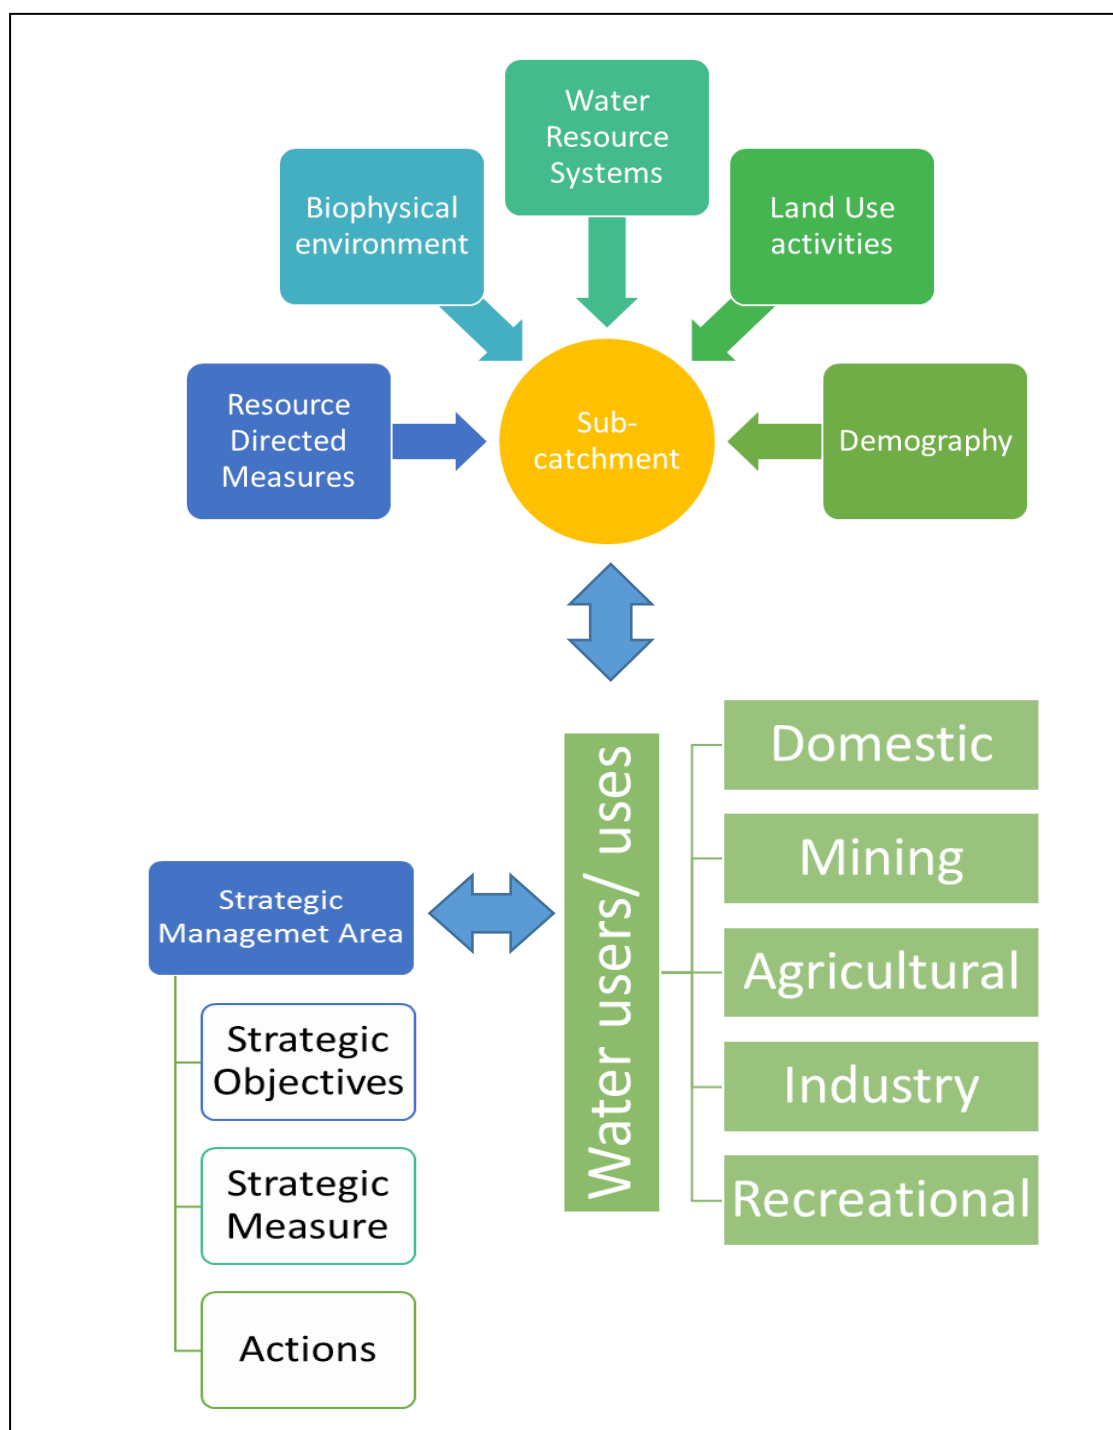 Water
Resource
Systems
Biophysical
environment
Land Use
activities
Resource
Directed
Measures
Sub-
catchment
Demography
Water users/ uses
Domestic
Mining
Agricultural
Industry
Recreational
Strategic
Managemet Area
Strategic
Objectives
Strategic
Measure
Actions